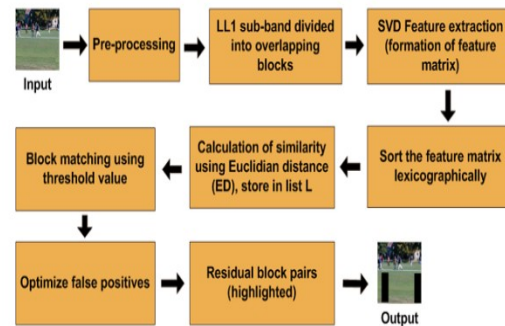 Input
Pre-processing
LL1 sub-band divided
into overlapping
blocks
SVD Feature extraction
(formation of feature
matrix)
Sort the feature matrix
lexicographically
Calculation of similarity
using Euclidian distance
(ED), store in list L
Block matching using
threshold value
Optimize false positives
Residual block pairs
(highlighted)
Output